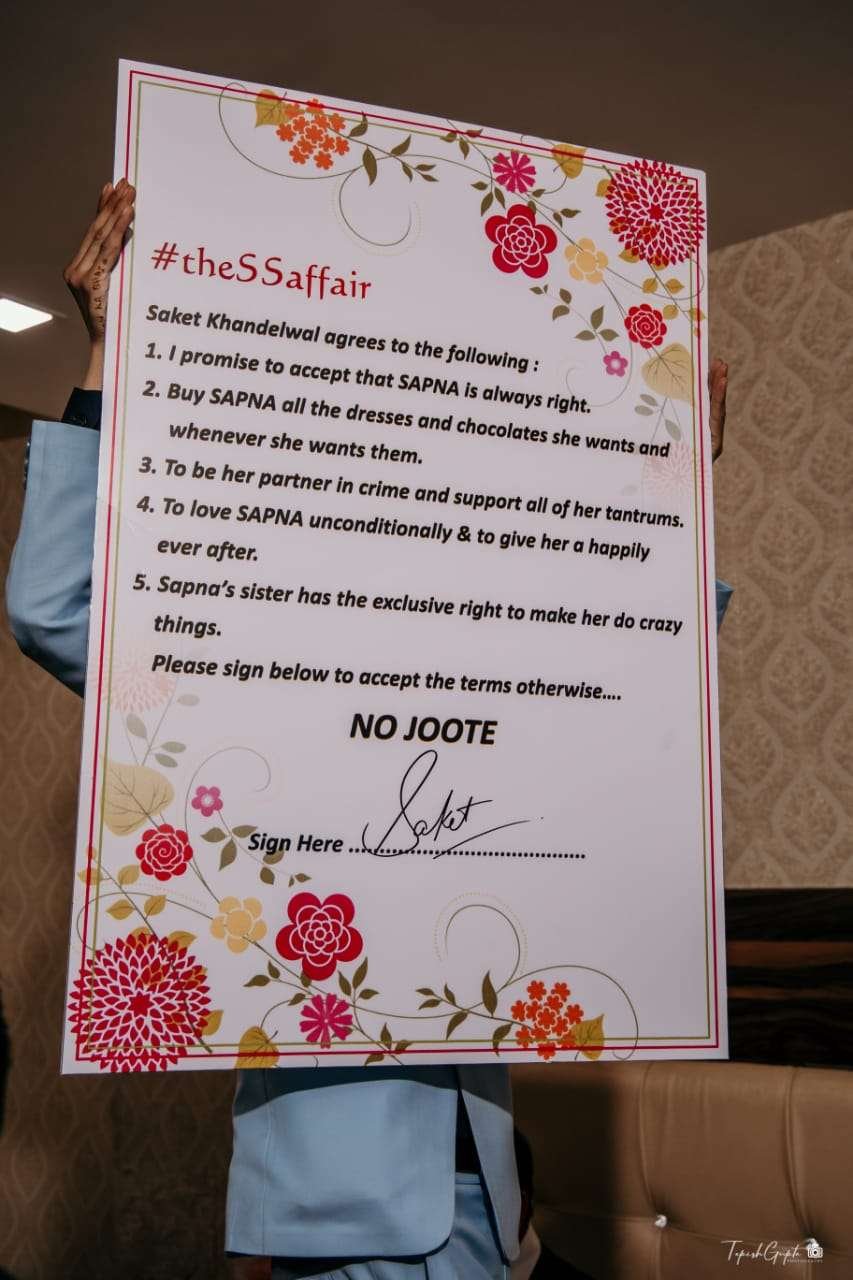 #theSSaffair
Saket Khandelwal agrees to the following :
1. I promise to accept that SAPNA is always right.
2. Buy SAPNA all the dresses and chocolates she wants and
whenever she wants them.
3. To be her partner in crime and support all of her tantrums.
4. To love SAPNA unconditionally & to give her a happily
ever after.
5. Sapna's sister has the exclusive right to make her do crazy
things.
Please sign below to accept the terms otherwise....
NO JOOTE
Saket
Sign Here ......................................
Tapish Gupta
PHOTOGRAPHY